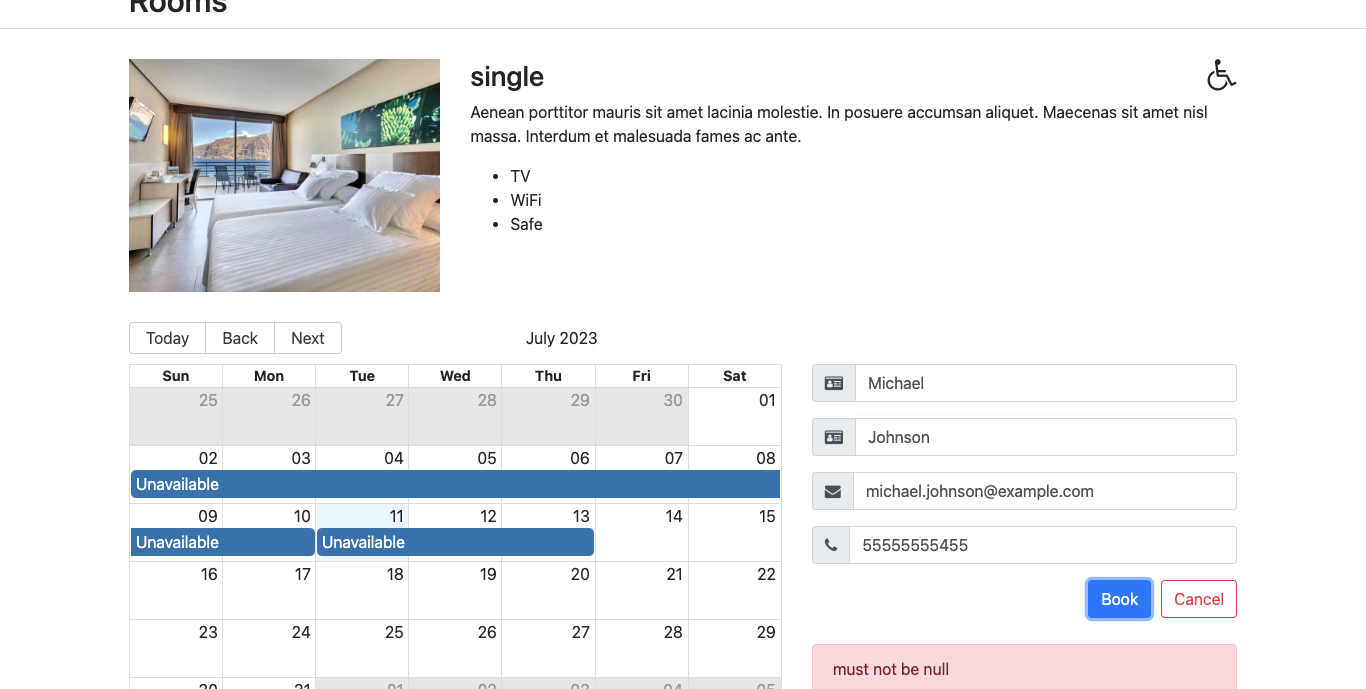 Rooms
single
Aenean porttitor mauris sit amet lacinia molestie. In posuere accumsan aliquet. Maecenas sit amet nisl
massa. Interdum et malesuada fames ac ante.
TV
WiFi
Safe
Today Back Next July 2023
Sun Mon Tue Wed Thu Fri Sat
25 26 27 28 29 30 01
02 03 04 05 06 07 08
Unavailable
09 10 11 12 13 14 15
Unavailable Unavailable
16 17 18 19 20 21 22
23 24 25 26 27 28 29
30 31 01 02 03 04 05
Michael
Johnson
michael.johnson@example.com
55555555455
Book Cancel
must not be null